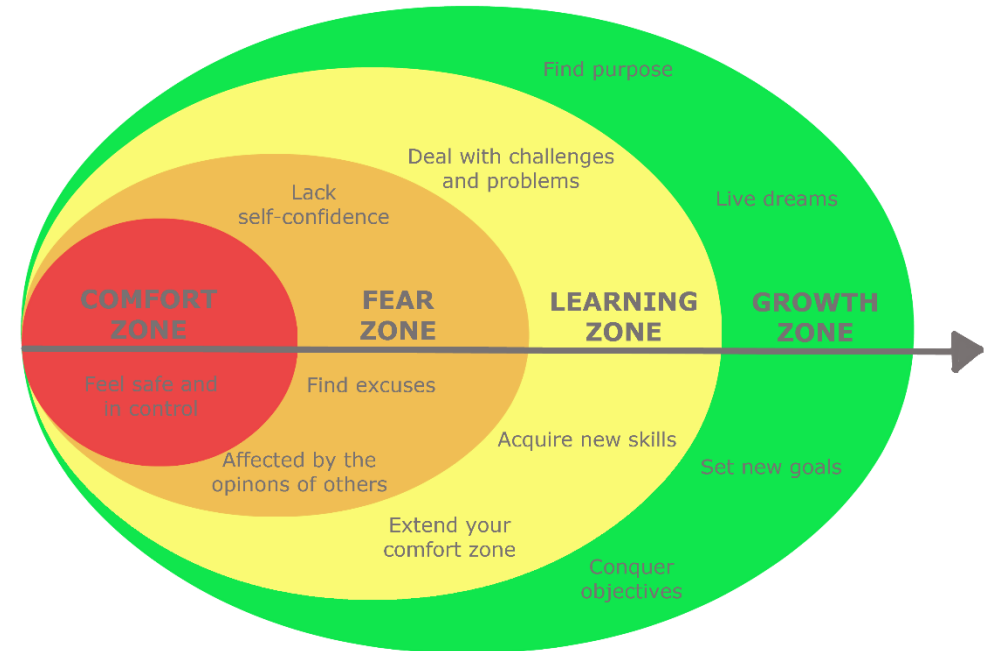 Find purpose
Deal with challenges
and problems
Lack
self-confidence
Live dreams
COMFORT
ZONE
FEAR
ZONE
LEARNING
ZONE
GROWTH
ZONE
Feel safe and
in control
Find excuses
Acquire new skills
Affected by the
opinons of others
Set new goals
Extend your
comfort zone
Conquer
objectives